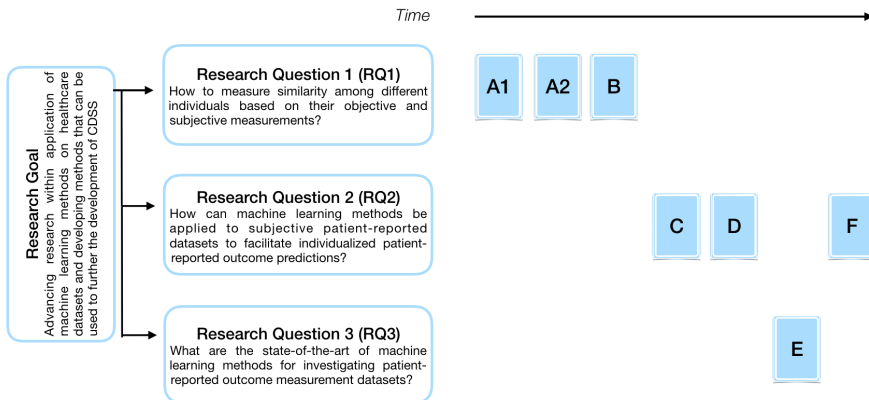 Time
Research Goal
Advancing research within application of
machine learning methods on healthcare
datasets and developing methods that can be
used to further the development of CDSS
Research Question 1 (RQ1)
How to measure similarity among different
individuals based on their objective and
subjective measurements?
A1 A2 B
Research Question 2 (RQ2)
How can machine learning methods be
applied to subjective patient-reported
datasets to facilitate individualized patient-
reported outcome predictions?
C D F
Research Question 3 (RQ3)
What are the state-of-the-art of machine
learning methods for investigating patient-
reported outcome measurement datasets?
E